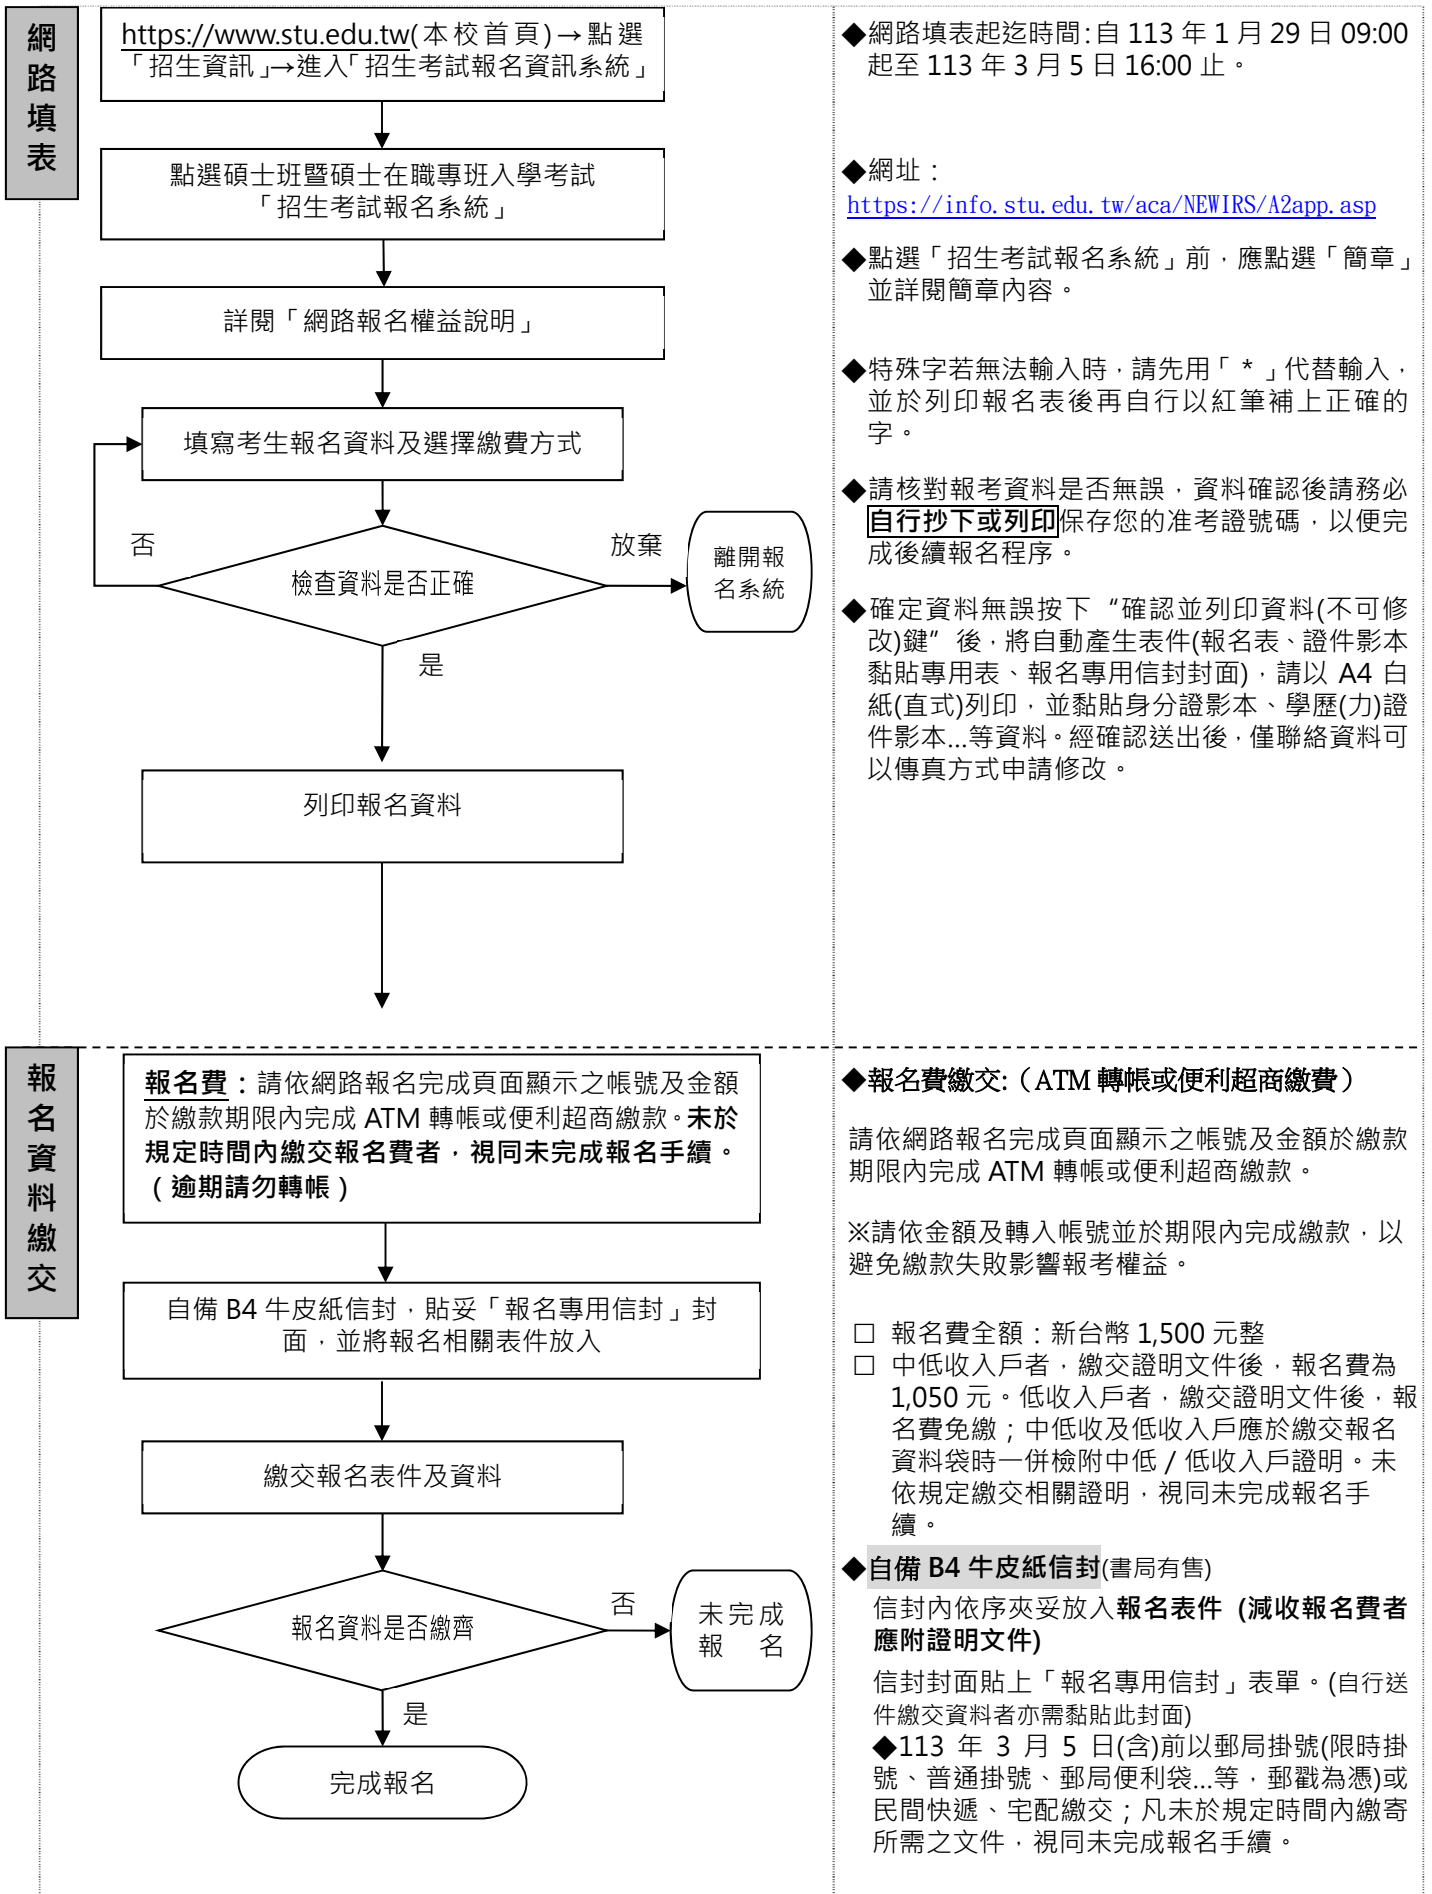 網路填表
https://www.stu.edu.tw(本校首頁)→點選
「招生資訊」→進入「招生考試報名資訊系統」
點選碩士班暨碩士在職專班入學考試
「招生考試報名系統」
詳閱「網路報名權益說明」
填寫考生報名資料及選擇繳費方式
否
檢查資料是否正確
放棄
離開報
名系統
是
列印報名資料
◆網路填表起迄時間:自 113 年 1 月 29 日 09:00
起至 113 年 3 月 5 日 16:00 止。
◆網址：
https://info.stu.edu.tw/aca/NEWIRS/A2app.asp
◆點選「招生考試報名系統」前，應點選「簡章」
並詳閱簡章內容。
◆特殊字若無法輸入時，請先用「 * 」代替輸入，
並於列印報名表後再自行以紅筆補上正確的
字。
◆請核對報考資料是否無誤，資料確認後請務必
自行抄下或列印保存您的准考證號碼，以便完
成後續報名程序。
◆確定資料無誤按下“確認並列印資料(不可修
改)鍵”後，將自動產生表件(報名表、證件影本
黏貼專用表、報名專用信封封面)，請以 A4 白
紙(直式)列印，並黏貼身分證影本、學歷(力)證
件影本…等資料。經確認送出後，僅聯絡資料可
以傳真方式申請修改。
報名資料繳交
報名費：請依網路報名完成頁面顯示之帳號及金額
於繳款期限內完成 ATM 轉帳或便利超商繳款。未於
規定時間內繳交報名費者，視同未完成報名手續。
(逾期請勿轉帳)
自備 B4 牛皮紙信封，貼妥「報名專用信封」封
面，並將報名相關表件放入
繳交報名表件及資料
報名資料是否繳齊
否
未完成
報 名
是
完成報名
◆報名費繳交:（ATM 轉帳或便利超商繳費）
請依網路報名完成頁面顯示之帳號及金額於繳款
期限內完成 ATM 轉帳或便利超商繳款。
※請依金額及轉入帳號並於期限內完成繳款，以
避免繳款失敗影響報考權益。
□ 報名費全額：新台幣 1,500 元整
□ 中低收入戶者，繳交證明文件後，報名費為
1,050 元。低收入戶者，繳交證明文件後，報
名費免繳；中低收及低收入戶應於繳交報名
資料袋時一併檢附中低 / 低收入戶證明。未
依規定繳交相關證明，視同未完成報名手
續。
◆自備 B4 牛皮紙信封(書局有售)
信封內依序夾妥放入報名表件 (減收報名費者
應附證明文件)
信封封面貼上「報名專用信封」表單。(自行送
件繳交資料者亦需黏貼此封面)
◆113 年 3 月 5 日(含)前以郵局掛號(限時掛
號、普通掛號、郵局便利袋…等，郵戳為憑)或
民間快遞、宅配繳交；凡未於規定時間內繳寄
所需之文件，視同未完成報名手續。